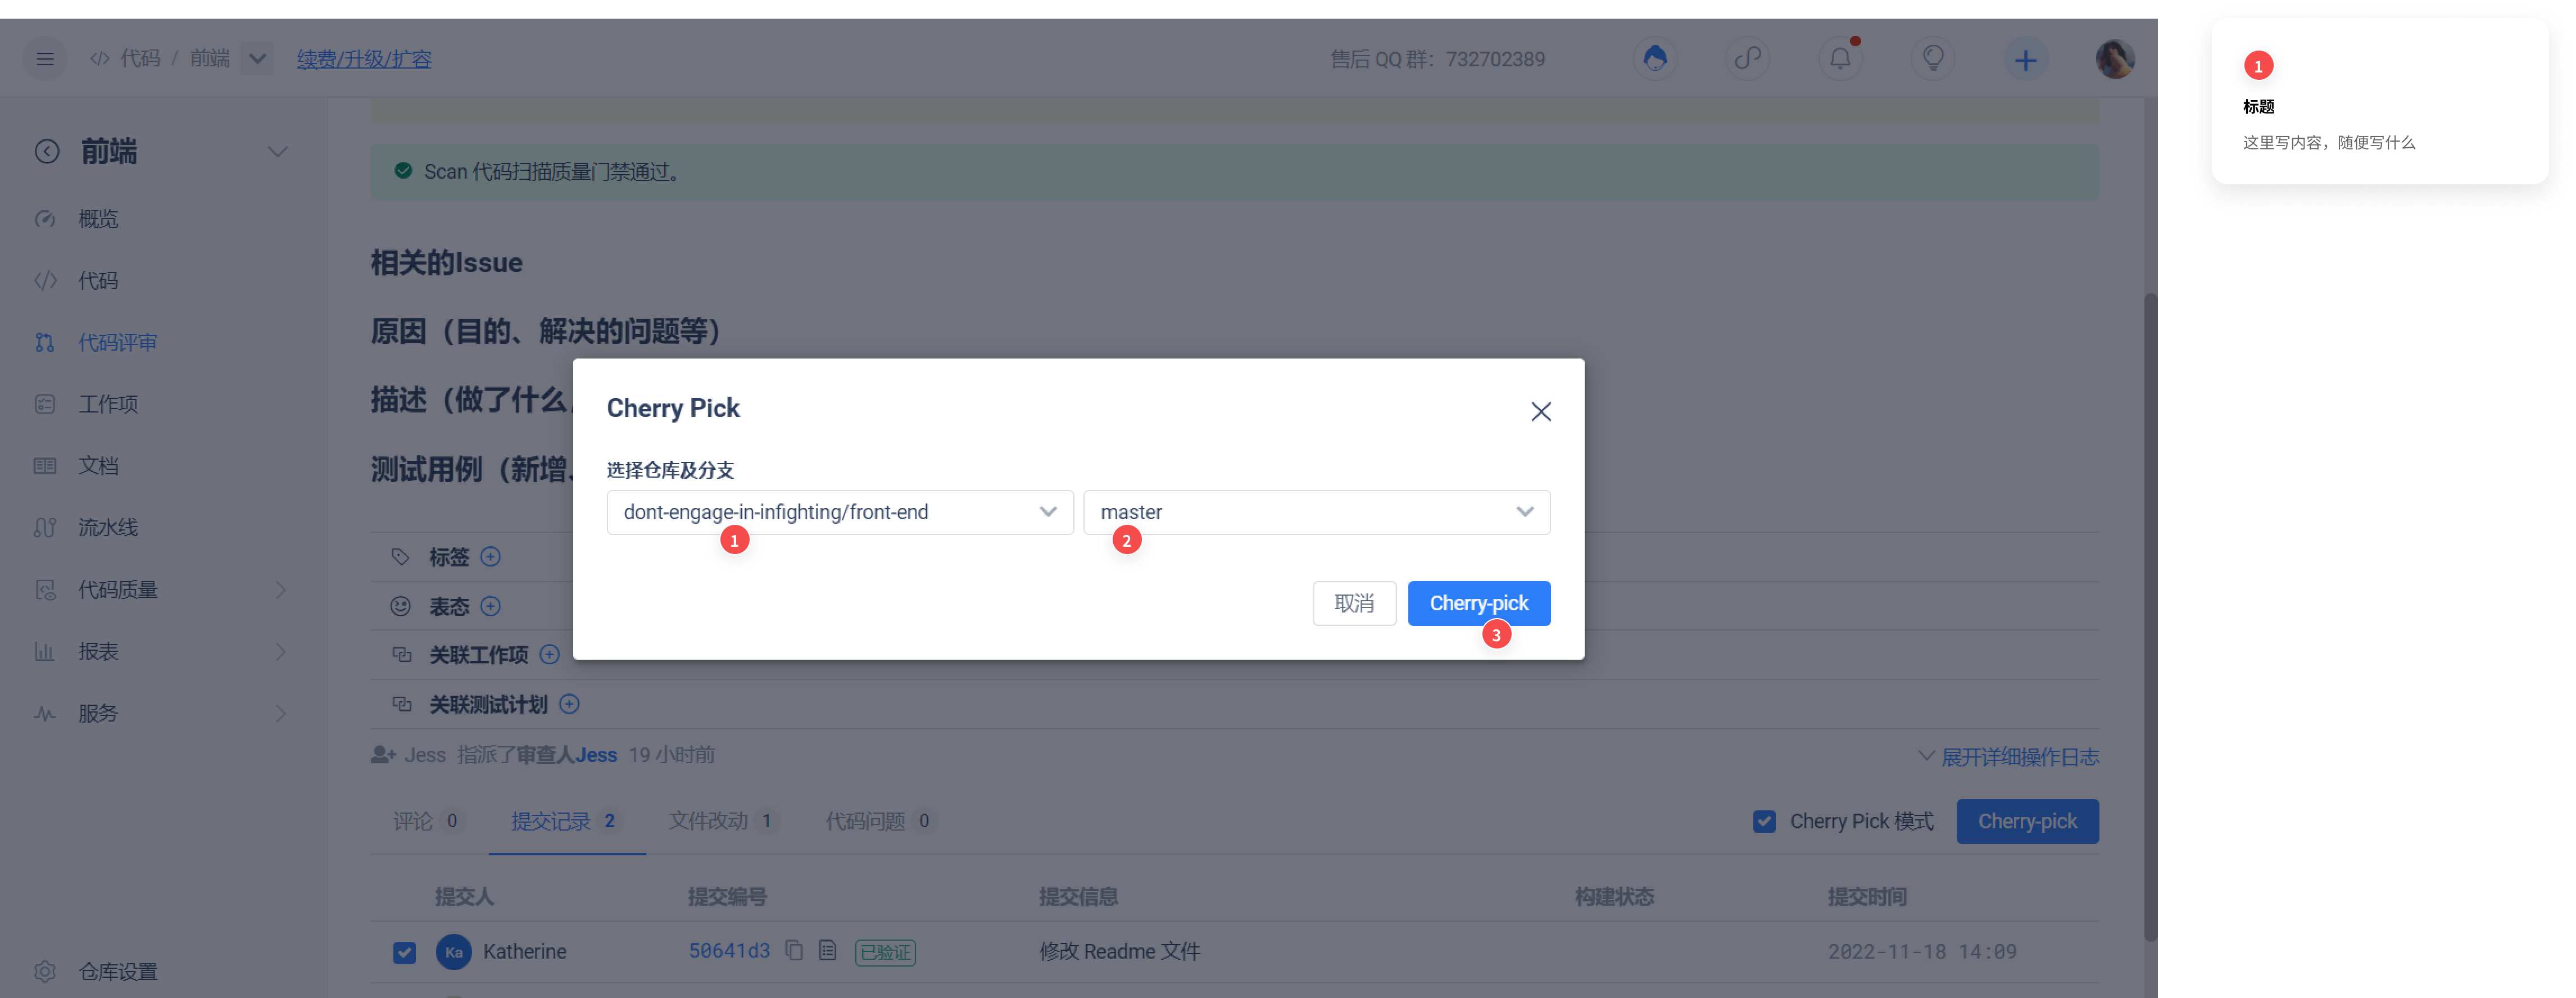 代码 / 前端 续费/升级/扩容 售后 QQ 群：732702389
前端
概览
代码
代码评审
工作项
文档
流水线
代码质量
报表
服务
仓库设置
Scan 代码扫描质量门禁通过。
相关的Issue
原因（目的、解决的问题等）
描述（做了什么
测试用例（新增、
标签
表态
关联工作项
关联测试计划
Cherry Pick
选择仓库及分支
dont-engage-in-infighting/front-end master
1 2
取消 Cherry-pick
3
Jess 指派了审查人Jess 19 小时前 展开详细操作日志
评论 0 提交记录 2 文件改动 1 代码问题 0 Cherry Pick 模式 Cherry-pick
提交人 提交编号 提交信息 构建状态 提交时间
Ka Katherine 50641d3 已验证 修改 Readme 文件 2022-11-18 14:09
1
标题
这里写内容，随便写什么